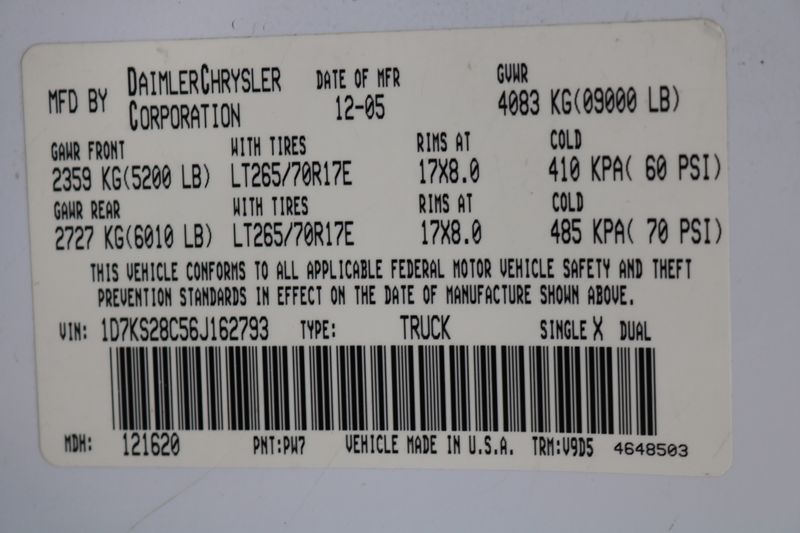 MFD BY DAIMLERCHRYSLER CORPORATION DATE OF MFR 12-05 GVWR 4083 KG(09000 LB)
GAWR FRONT WITH TIRES RIMS AT COLD
2359 KG(5200 LB) LT265/70R17E 17X8.0 410 KPA( 60 PSI)
GAWR REAR WITH TIRES RIMS AT COLD
2727 KG(6010 LB) LT265/70R17E 17X8.0 485 KPA( 70 PSI)
THIS VEHICLE CONFORMS TO ALL APPLICABLE FEDERAL MOTOR VEHICLE SAFETY AND THEFT
PREVENTION STANDARDS IN EFFECT ON THE DATE OF MANUFACTURE SHOWN ABOVE.
VIN: 1D7KS28C56J162793 TYPE: TRUCK SINGLE X DUAL
MDH: 121620 PNT:PW7 VEHICLE MADE IN U.S.A. TRM:V9D5 4648503